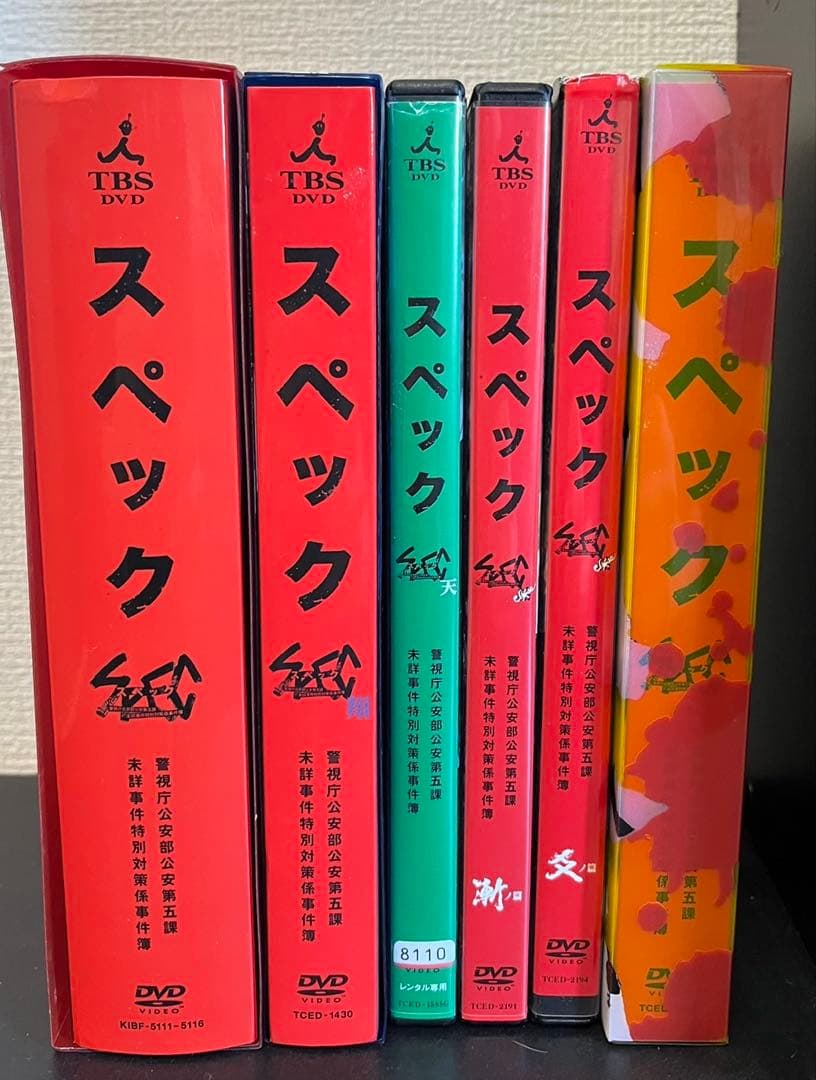 TBS
DVD
スペック
SPEC
警視庁公安部公安第五課
未詳事件特別対策係事件簿
DVD
VIDEO
KIBF-5111-5116
TBS
DVD
スペック
SPEC
翔
警視庁公安部公安第五課
未詳事件特別対策係事件簿
DVD
VIDEO
TCED-1430
TBS
DVD
スペック
SPEC
天
警視庁公安部公安第五課
未詳事件特別対策係事件簿
8110
VIDEO
レンタル専用
TBS
DVD
スペック
SPEC
警視庁公安部公安第五課
未詳事件特別対策係事件簿
漸ノ篇
DVD
VIDEO
TCED-2191
TBS
DVD
スペック
SPEC
警視庁公安部公安第五課
未詳事件特別対策係事件簿
爻ノ篇
DVD
VIDEO
TCED-2194
スペック
第五課
係事
簿